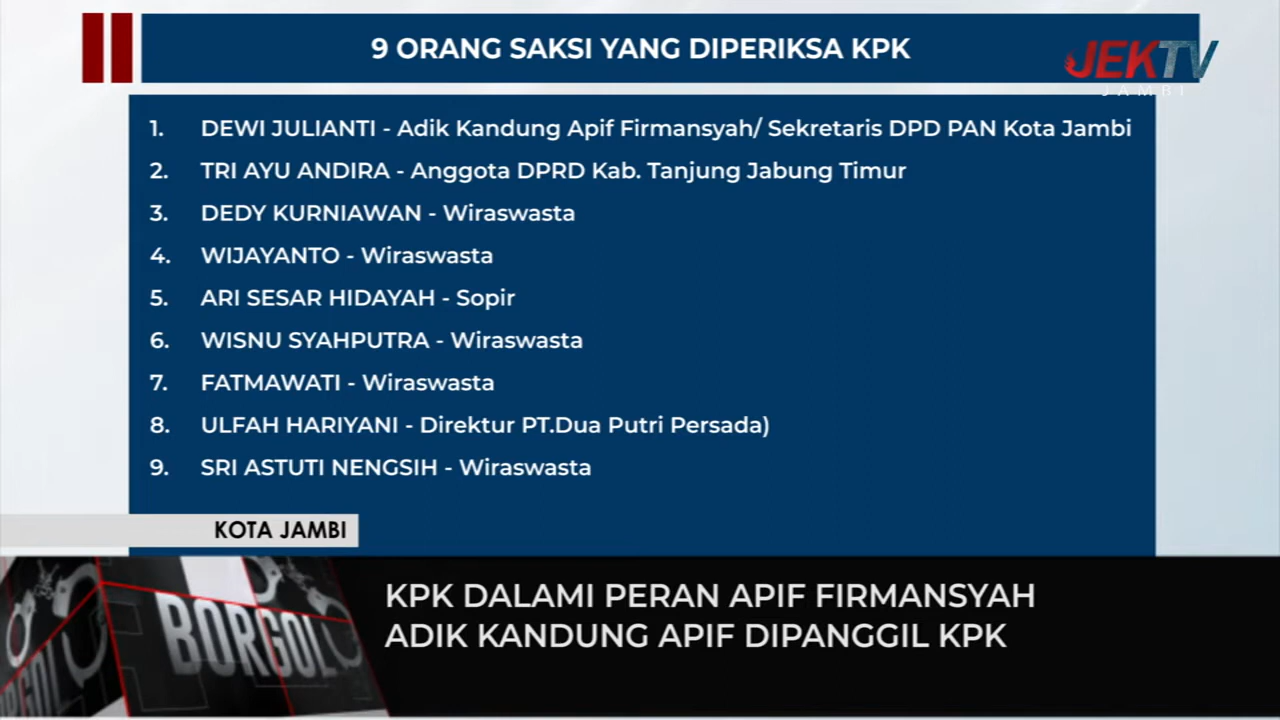 9 ORANG SAKSI YANG DIPERIKSA KPK
JEKTV
JAMBI
1. DEWI JULIANTI - Adik Kandung Apif Firmansyah/ Sekretaris DPD PAN Kota Jambi
2. TRI AYU ANDIRA - Anggota DPRD Kab. Tanjung Jabung Timur
3. DEDY KURNIAWAN - Wiraswasta
4. WIJAYANTO - Wiraswasta
5. ARI SESAR HIDAYAH - Sopir
6. WISNU SYAHPUTRA - Wiraswasta
7. FATMAWATI - Wiraswasta
8. ULFAH HARIYANI - Direktur PT.Dua Putri Persada)
9. SRI ASTUTI NENGSIH - Wiraswasta
KOTA JAMBI
BORGOL
KPK DALAMI PERAN APIF FIRMANSYAH
ADIK KANDUNG APIF DIPANGGIL KPK